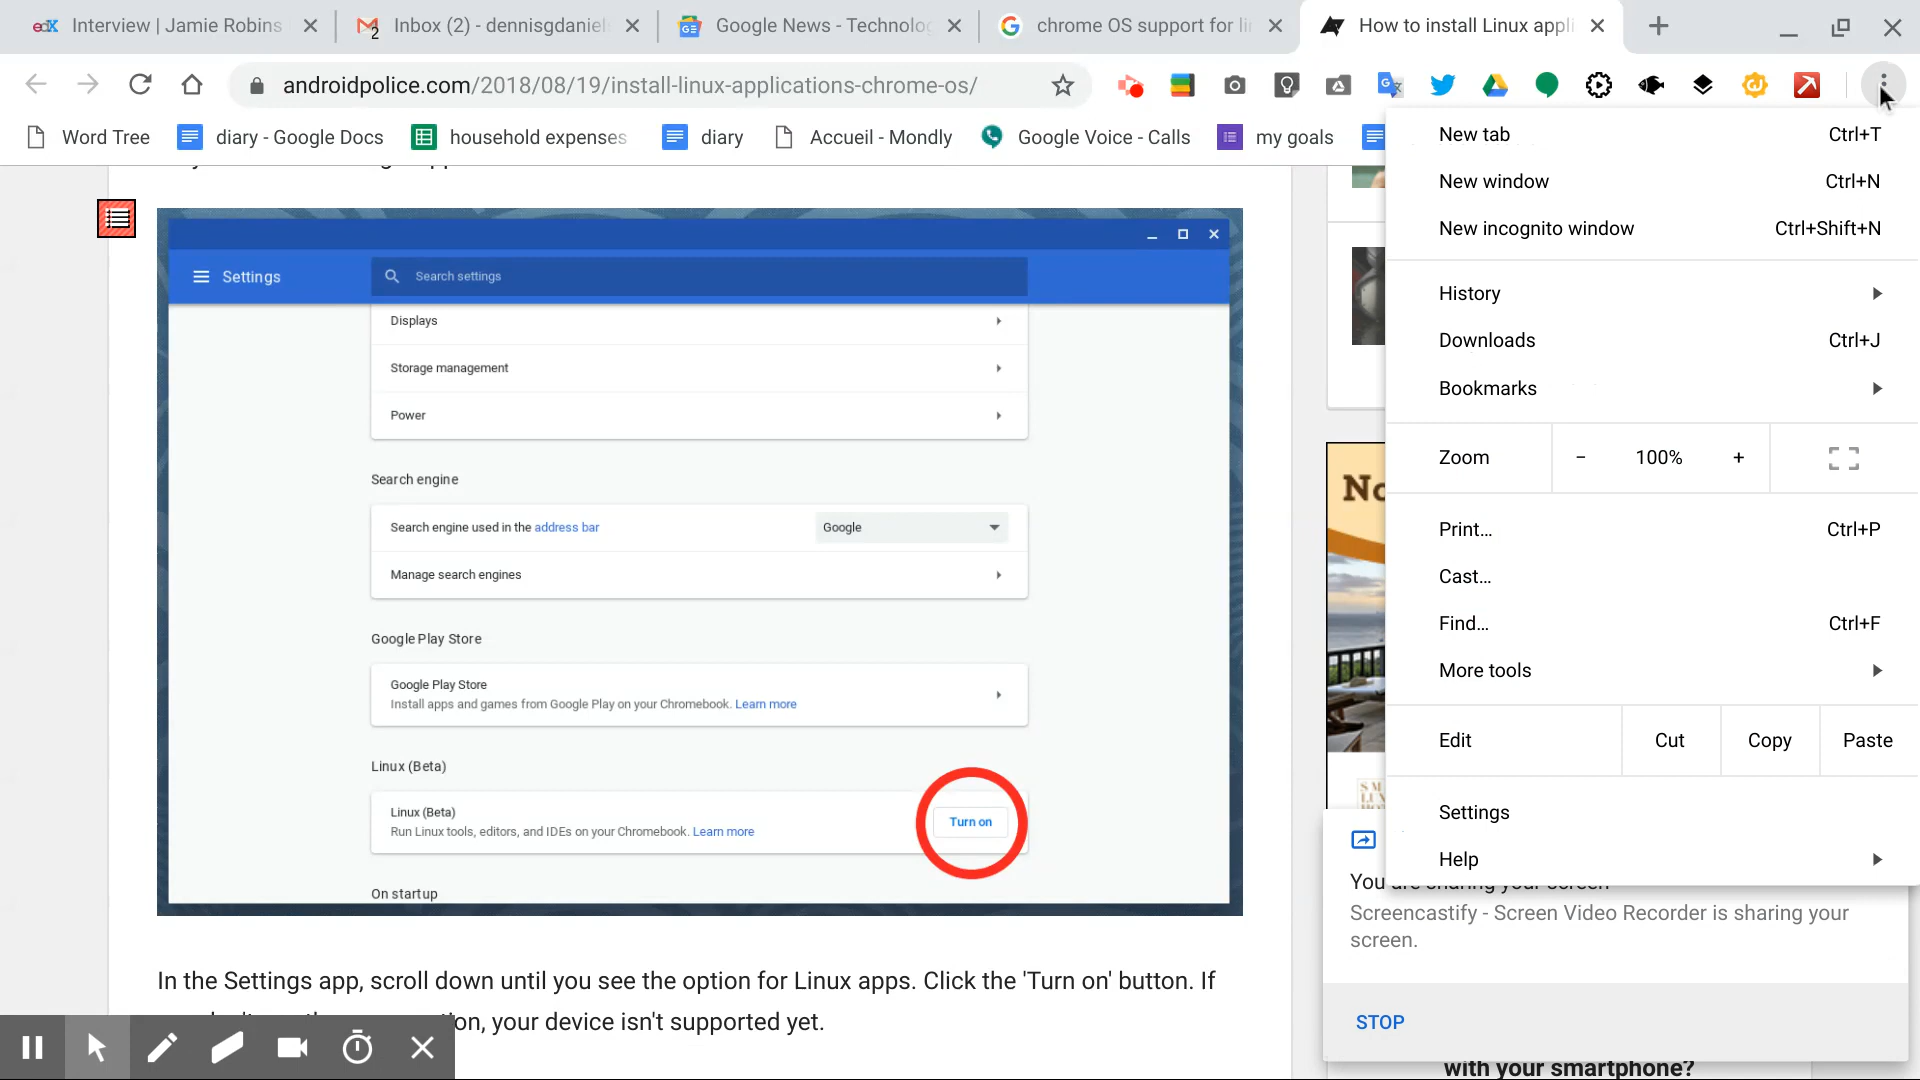 Interview | Jamie Robins
Inbox (2) - dennisgdaniel
Google News - Technolog
chrome OS support for li
How to install Linux appli
androidpolice.com/2018/08/19/install-linux-applications-chrome-os/
Word Tree
diary - Google Docs
household expenses
diary
Accueil - Mondly
Google Voice - Calls
my goals
New tab Ctrl+T
New window Ctrl+N
New incognito window Ctrl+Shift+N
History
Downloads Ctrl+J
Bookmarks
Zoom - 100% +
Print... Ctrl+P
Cast...
Find... Ctrl+F
More tools
Edit Cut Copy Paste
Settings
Help
Settings
Search settings
Displays
Storage management
Power
Search engine
Search engine used in the address bar Google
Manage search engines
Google Play Store
Google Play Store
Install apps and games from Google Play on your Chromebook. Learn more
Linux (Beta)
Linux (Beta)
Run Linux tools, editors, and IDEs on your Chromebook. Learn more
Turn on
On startup
In the Settings app, scroll down until you see the option for Linux apps. Click the 'Turn on' button. If
on, your device isn't supported yet.
You are sharing your screen
Screencastify - Screen Video Recorder is sharing your
screen.
STOP
with your smartphone?